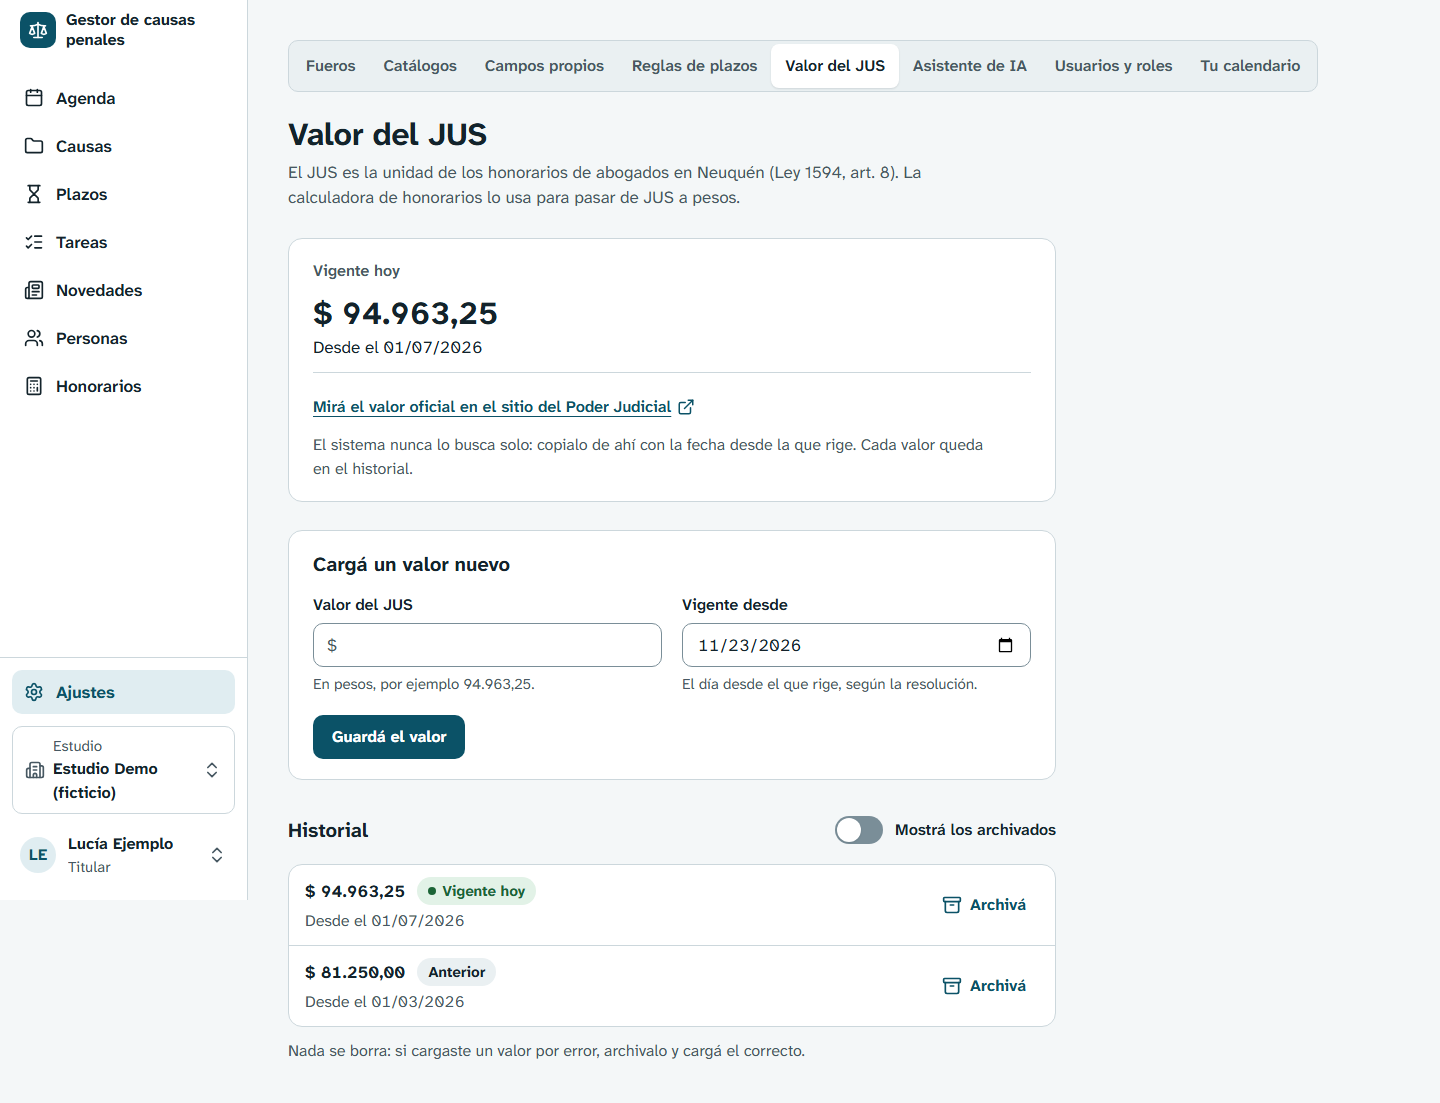 Gestor de causas
penales
Agenda
Causas
Plazos
Tareas
Novedades
Personas
Honorarios
Ajustes
Estudio
Estudio Demo
(ficticio)
LE
Lucía Ejemplo
Titular
Fueros Catálogos Campos propios Reglas de plazos Valor del JUS Asistente de IA Usuarios y roles Tu calendario
Valor del JUS
El JUS es la unidad de los honorarios de abogados en Neuquén (Ley 1594, art. 8). La
calculadora de honorarios lo usa para pasar de JUS a pesos.
Vigente hoy
$ 94.963,25
Desde el 01/07/2026
Mirá el valor oficial en el sitio del Poder Judicial
El sistema nunca lo busca solo: copialo de ahí con la fecha desde la que rige. Cada valor queda
en el historial.
Cargá un valor nuevo
Valor del JUS Vigente desde
$ 11/23/2026
En pesos, por ejemplo 94.963,25. El día desde el que rige, según la resolución.
Guardá el valor
Historial Mostrá los archivados
$ 94.963,25 Vigente hoy
Desde el 01/07/2026
Archivá
$ 81.250,00 Anterior
Desde el 01/03/2026
Archivá
Nada se borra: si cargaste un valor por error, archivalo y cargá el correcto.